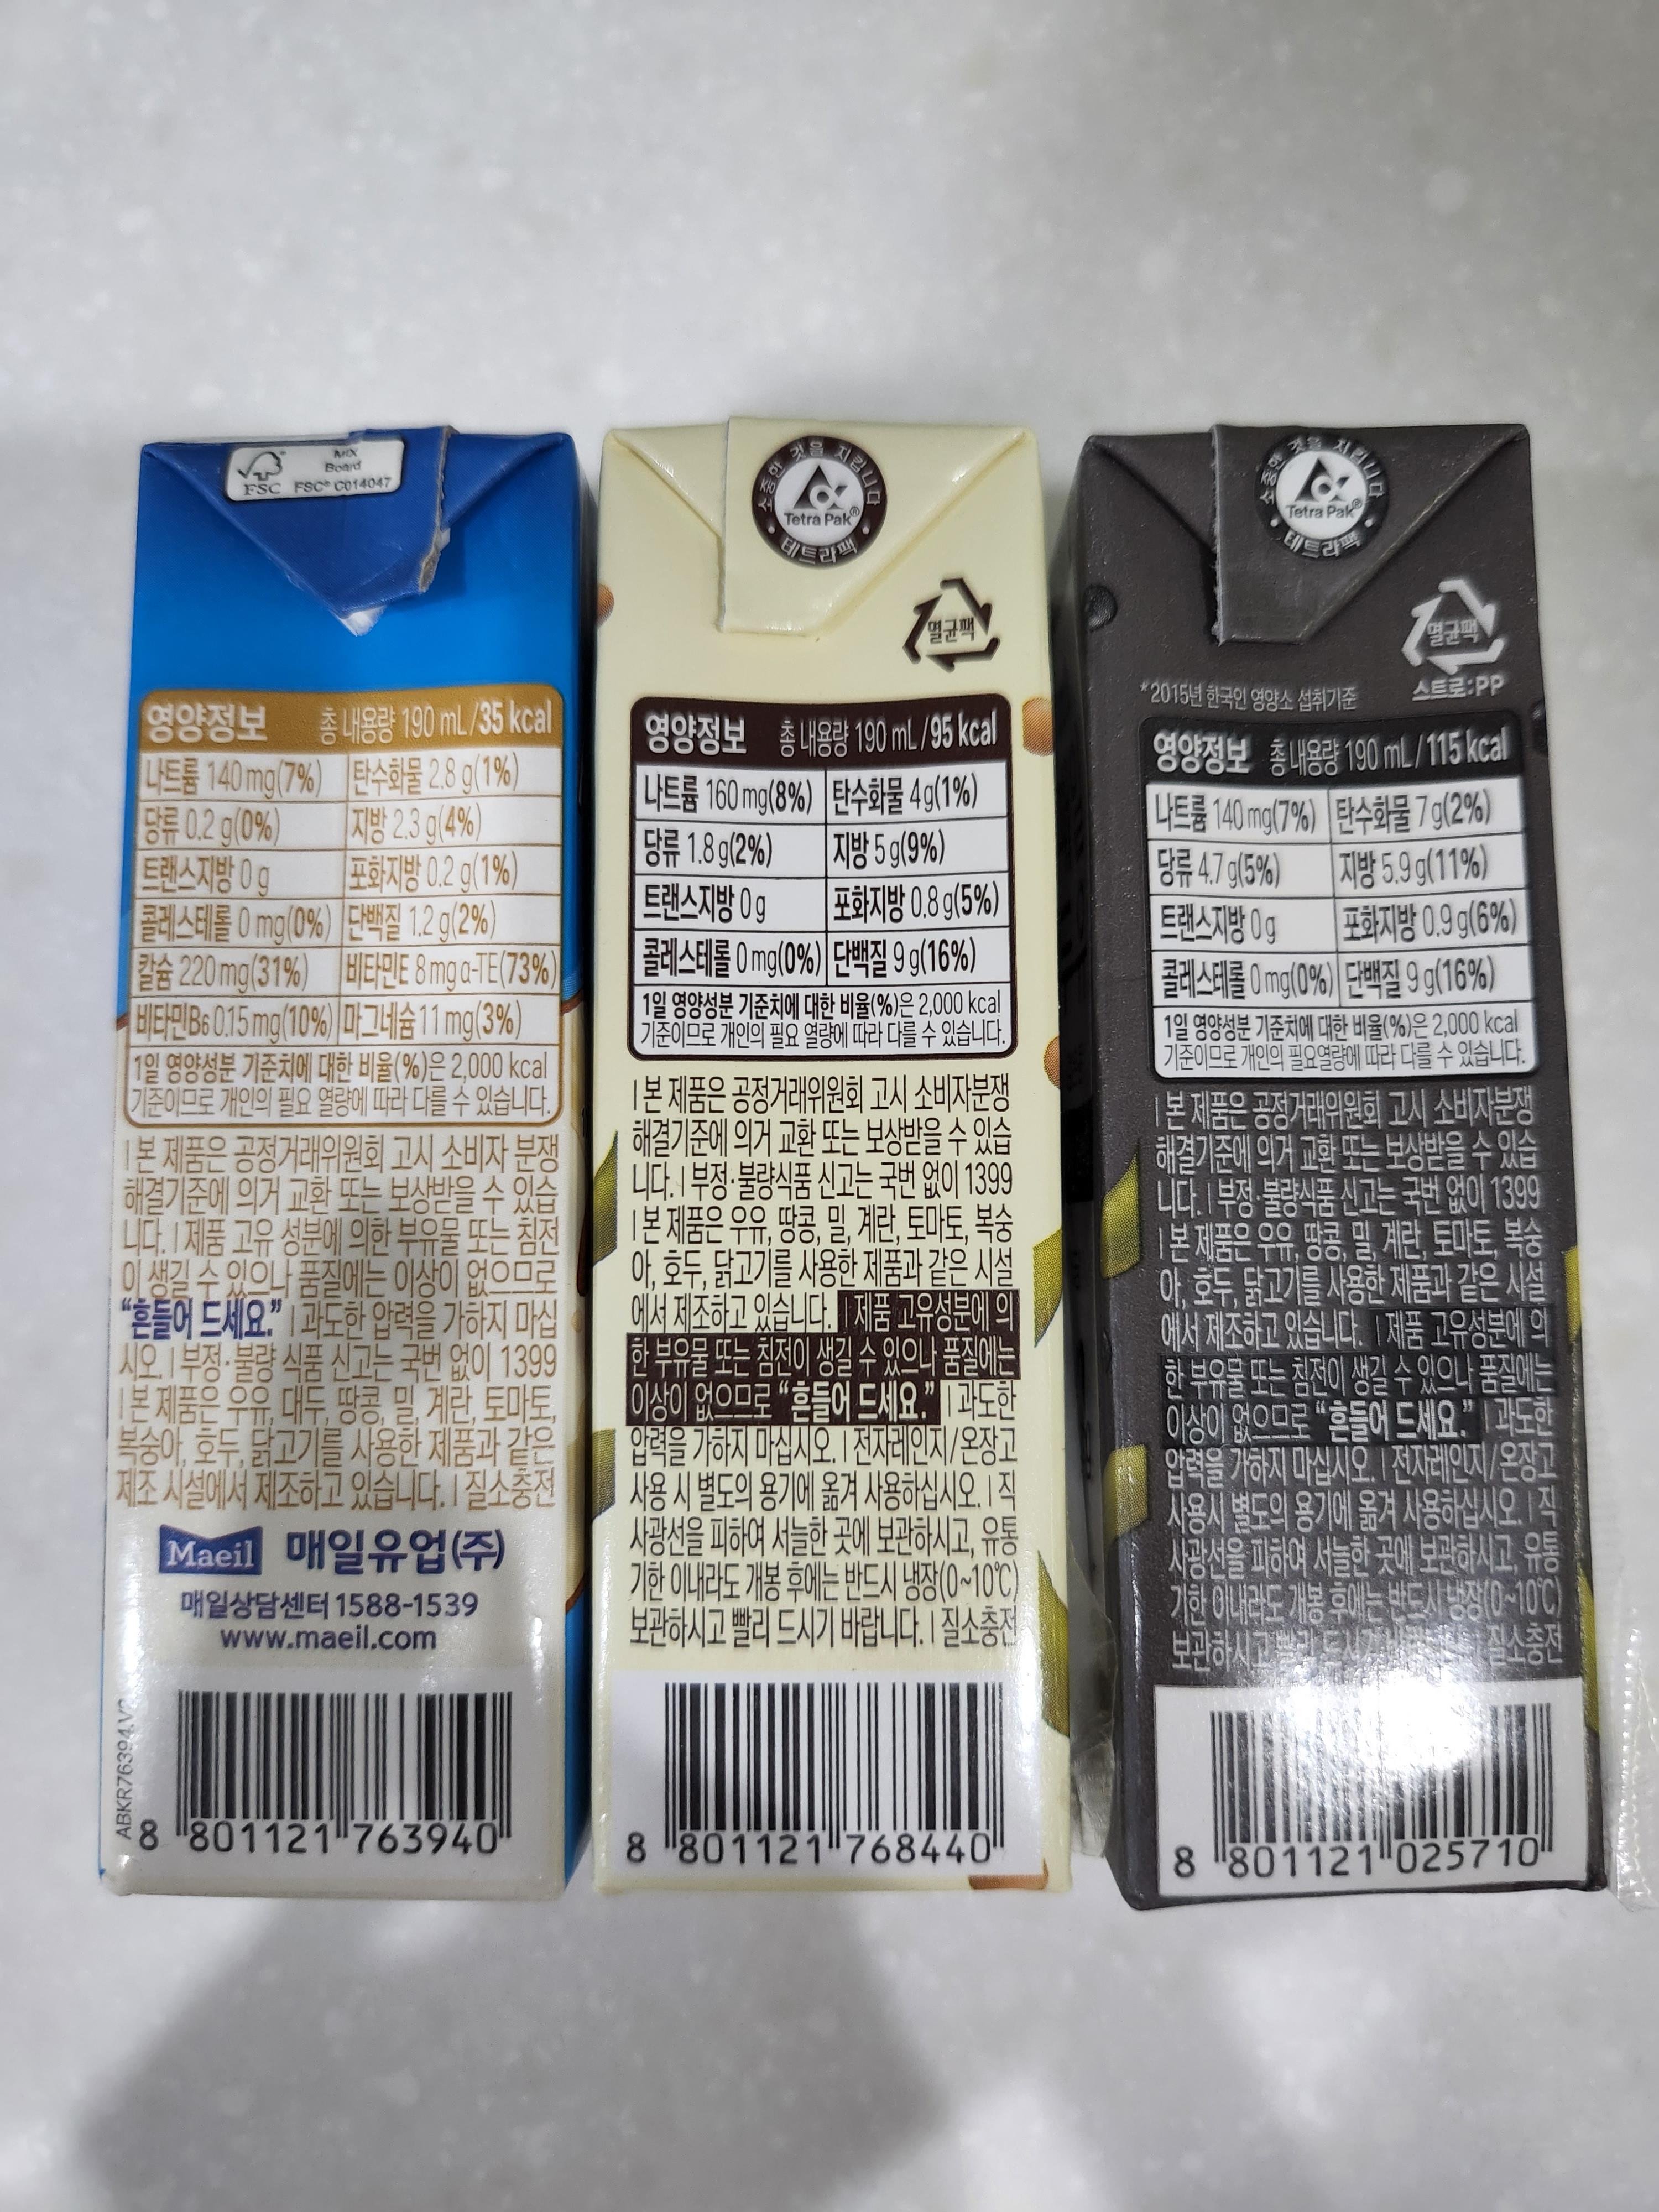 MIX
Board
FSC FSC® C014047
영양정보 총 내용량 190 mL/35 kcal
나트륨 140 mg(7%) 탄수화물 2.8 g(1%)
당류 0.2 g(0%) 지방 2.3 g(4%)
트랜스지방 0 g 포화지방 0.2 g(1%)
콜레스테롤 0 mg(0%) 단백질 1.2 g(2%)
칼슘 220 mg(31%) 비타민E 8 mg α-TE(73%)
비타민B6 0.15 mg(10%) 마그네슘 11 mg(3%)
1일 영양성분 기준치에 대한 비율(%)은 2,000 kcal
기준이므로 개인의 필요 열량에 따라 다를 수 있습니다.
| 본 제품은 공정거래위원회 고시 소비자 분쟁
해결기준에 의거 교환 또는 보상받을 수 있습
니다. | 제품 고유 성분에 의한 부유물 또는 침전
이 생길 수 있으나 품질에는 이상이 없으므로
“흔들어 드세요.” | 과도한 압력을 가하지 마십
시오. | 부정·불량 식품 신고는 국번 없이 1399
| 본 제품은 우유, 대두, 땅콩, 밀, 계란, 토마토,
복숭아, 호두, 닭고기를 사용한 제품과 같은
제조 시설에서 제조하고 있습니다. | 질소충전
Maeil 매일유업(주)
매일상담센터 1588-1539
www.maeil.com
8 801121 763940
소중한 것을 지킵니다
Tetra Pak®
테트라팩
멸균팩
영양정보 총 내용량 190 mL/95 kcal
나트륨 160 mg(8%) 탄수화물 4 g(1%)
당류 1.8 g(2%) 지방 5 g(9%)
트랜스지방 0 g 포화지방 0.8 g(5%)
콜레스테롤 0 mg(0%) 단백질 9 g(16%)
1일 영양성분 기준치에 대한 비율(%)은 2,000 kcal
기준이므로 개인의 필요 열량에 따라 다를 수 있습니다.
| 본 제품은 공정거래위원회 고시 소비자분쟁
해결기준에 의거 교환 또는 보상받을 수 있습
니다. | 부정·불량식품 신고는 국번 없이 1399
| 본 제품은 우유, 땅콩, 밀, 계란, 토마토, 복숭
아, 호두, 닭고기를 사용한 제품과 같은 시설
에서 제조하고 있습니다. | 제품 고유성분에 의
한 부유물 또는 침전이 생길 수 있으나 품질에는
이상이 없으므로 “흔들어 드세요.” | 과도한
압력을 가하지 마십시오. | 전자레인지/온장고
사용 시 별도의 용기에 옮겨 사용하십시오. | 직
사광선을 피하여 서늘한 곳에 보관하시고, 유통
기한 이내라도 개봉 후에는 반드시 냉장(0~10℃)
보관하시고 빨리 드시기 바랍니다. | 질소충전
8 801121 768440
소중한 것을 지킵니다
Tetra Pak®
테트라팩
멸균팩
스트로:PP
*2015년 한국인 영양소 섭취기준
영양정보 총 내용량 190 mL/115 kcal
나트륨 140 mg(7%) 탄수화물 7 g(2%)
당류 4.7 g(5%) 지방 5.9 g(11%)
트랜스지방 0 g 포화지방 0.9 g(6%)
콜레스테롤 0 mg(0%) 단백질 9 g(16%)
1일 영양성분 기준치에 대한 비율(%)은 2,000 kcal
기준이므로 개인의 필요열량에 따라 다를 수 있습니다.
| 본 제품은 공정거래위원회 고시 소비자분쟁
해결기준에 의거 교환 또는 보상받을 수 있습
니다. | 부정·불량식품 신고는 국번 없이 1399
| 본 제품은 우유, 땅콩, 밀, 계란, 토마토, 복숭
아, 호두, 닭고기를 사용한 제품과 같은 시설
에서 제조하고 있습니다. | 제품 고유성분에 의
한 부유물 또는 침전이 생길 수 있으나 품질에는
이상이 없으므로 “흔들어 드세요.” | 과도한
압력을 가하지 마십시오. | 전자레인지/온장고
사용시 별도의 용기에 옮겨 사용하십시오. | 직
사광선을 피하여 서늘한 곳에 보관하시고, 유통
기한 이내라도 개봉 후에는 반드시 냉장(0~10℃)
보관하시고 빨리 질소충전
8 801121 025710